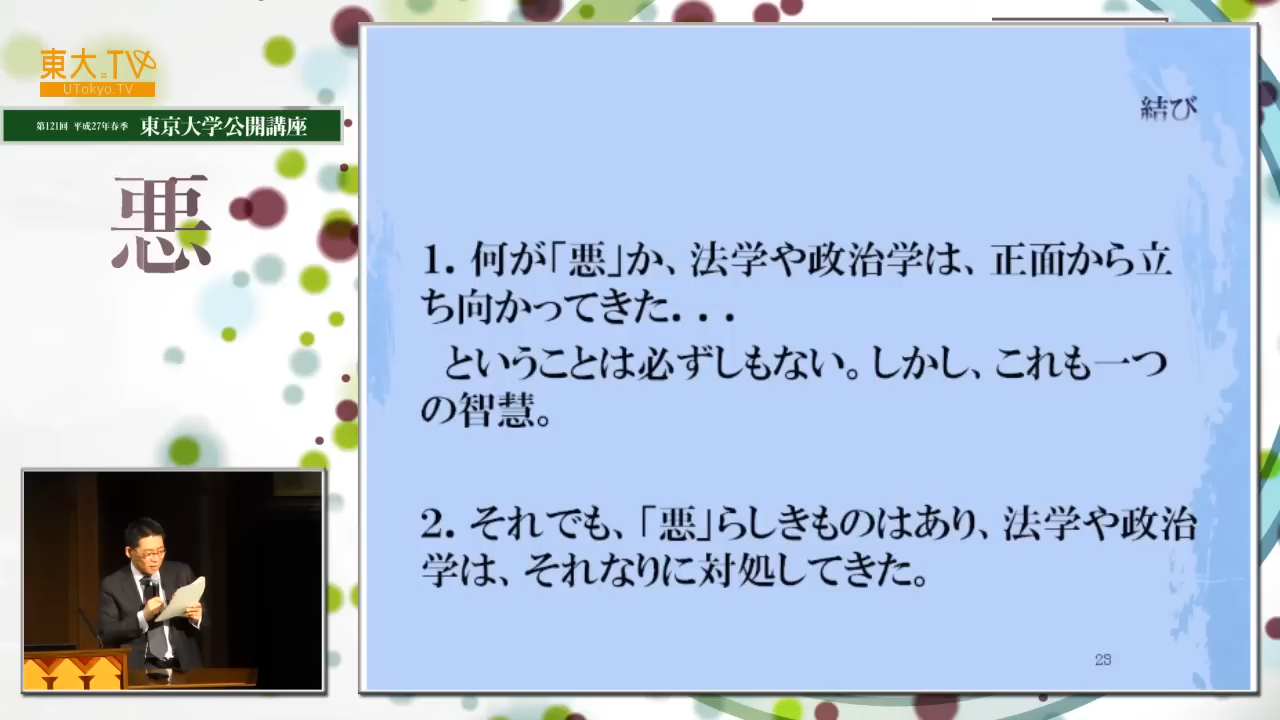 東大.TV
UTokyo.TV
第121回 平成27年春季 東京大学公開講座
悪
結び
1. 何が「悪」か、法学や政治学は、正面から立
ち向かってきた. . .
ということは必ずしもない。しかし、これも一つ
の智慧。
2. それでも、「悪」らしきものはあり、法学や政治
学は、それなりに対処してきた。
29